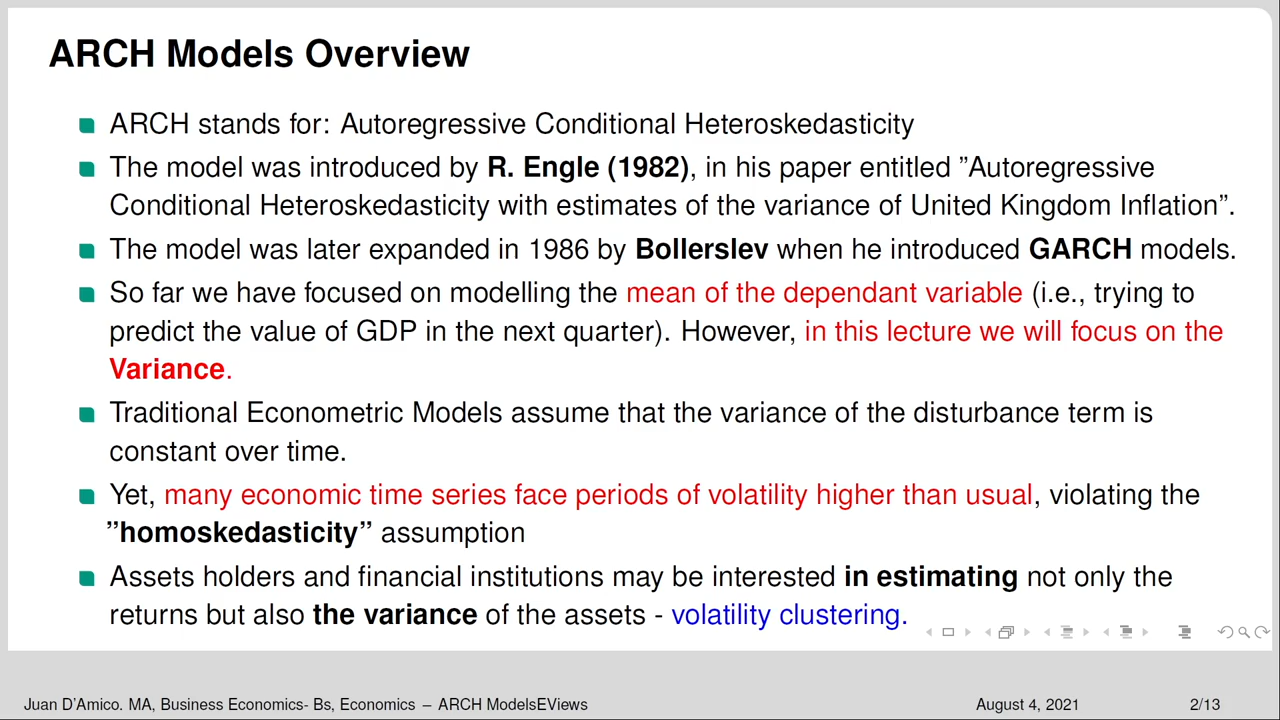 ARCH Models Overview
ARCH stands for: Autoregressive Conditional Heteroskedasticity
The model was introduced by R. Engle (1982), in his paper entitled ”Autoregressive
Conditional Heteroskedasticity with estimates of the variance of United Kingdom Inflation”.
The model was later expanded in 1986 by Bollerslev when he introduced GARCH models.
So far we have focused on modelling the mean of the dependant variable (i.e., trying to
predict the value of GDP in the next quarter). However, in this lecture we will focus on the
Variance.
Traditional Econometric Models assume that the variance of the disturbance term is
constant over time.
Yet, many economic time series face periods of volatility higher than usual, violating the
”homoskedasticity” assumption
Assets holders and financial institutions may be interested in estimating not only the
returns but also the variance of the assets - volatility clustering.
Juan D'Amico. MA, Business Economics- Bs, Economics – ARCH ModelsEViews August 4, 2021 2/13